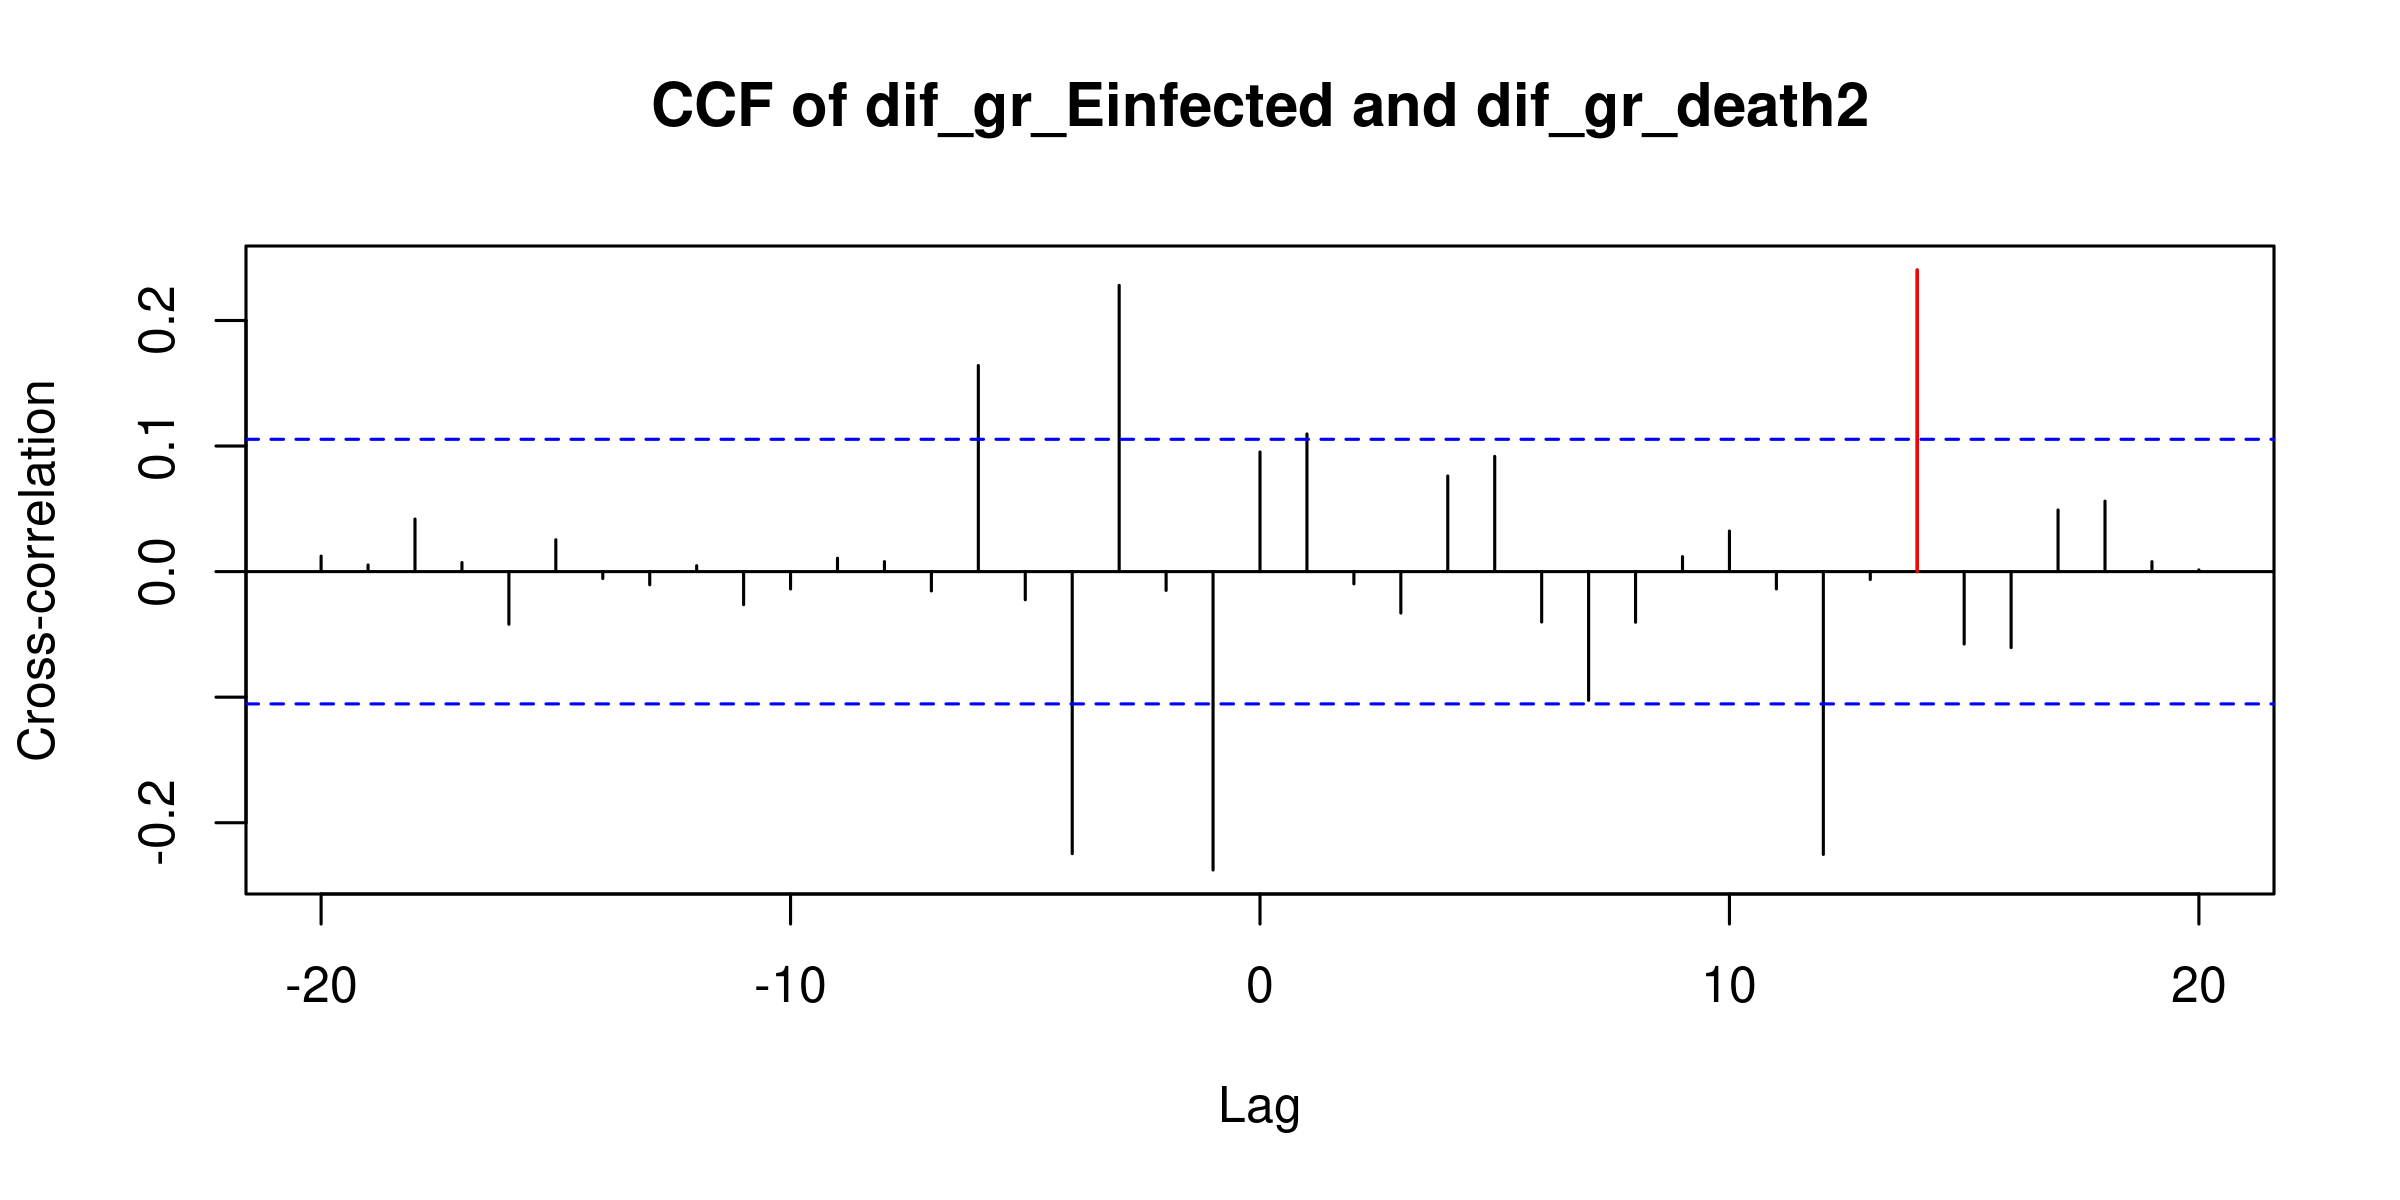 CCF of dif_gr_Einfected and dif_gr_death2
Cross-correlation
0.2
0.1
0.0
-0.2
-20 -10 0 10 20
Lag